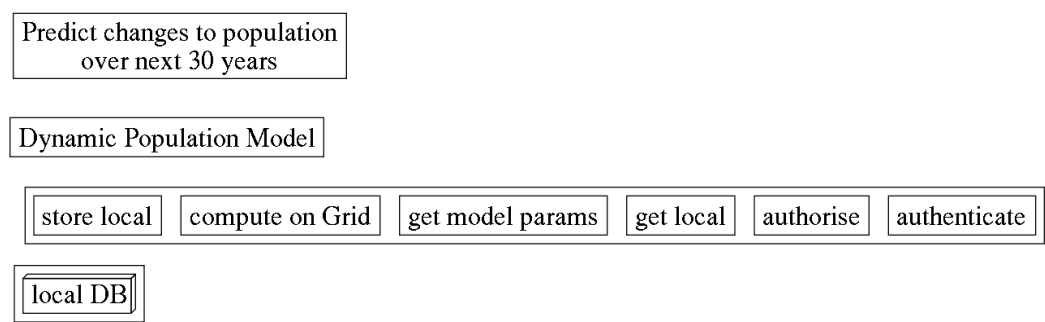 Predict changes to population
over next 30 years
Dynamic Population Model
store local compute on Grid get model params get local authorise authenticate
local DB